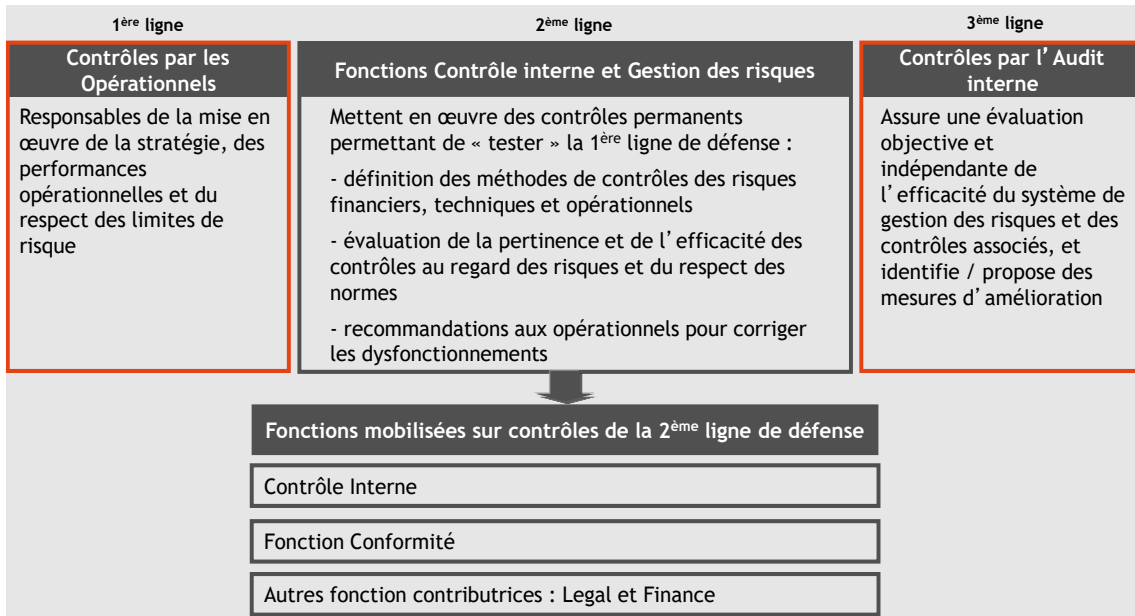 1ère ligne
2ème ligne
3ème ligne
Contrôles par les
Opérationnels
Responsables de la mise en
œuvre de la stratégie, des
performances
opérationnelles et du
respect des limites de
risque
Fonctions Contrôle interne et Gestion des risques
Mettent en œuvre des contrôles permanents
permettant de « tester » la 1ère ligne de défense :
- définition des méthodes de contrôles des risques
financiers, techniques et opérationnels
- évaluation de la pertinence et de l'efficacité des
contrôles au regard des risques et du respect des
normes
- recommandations aux opérationnels pour corriger
les dysfonctionnements
Contrôles par l'Audit
interne
Assure une évaluation
objective et
indépendante de
l'efficacité du système de
gestion des risques et des
contrôles associés, et
identifie / propose des
mesures d'amélioration
Fonctions mobilisées sur contrôles de la 2ème ligne de défense
Contrôle Interne
Fonction Conformité
Autres fonction contributrices : Legal et Finance